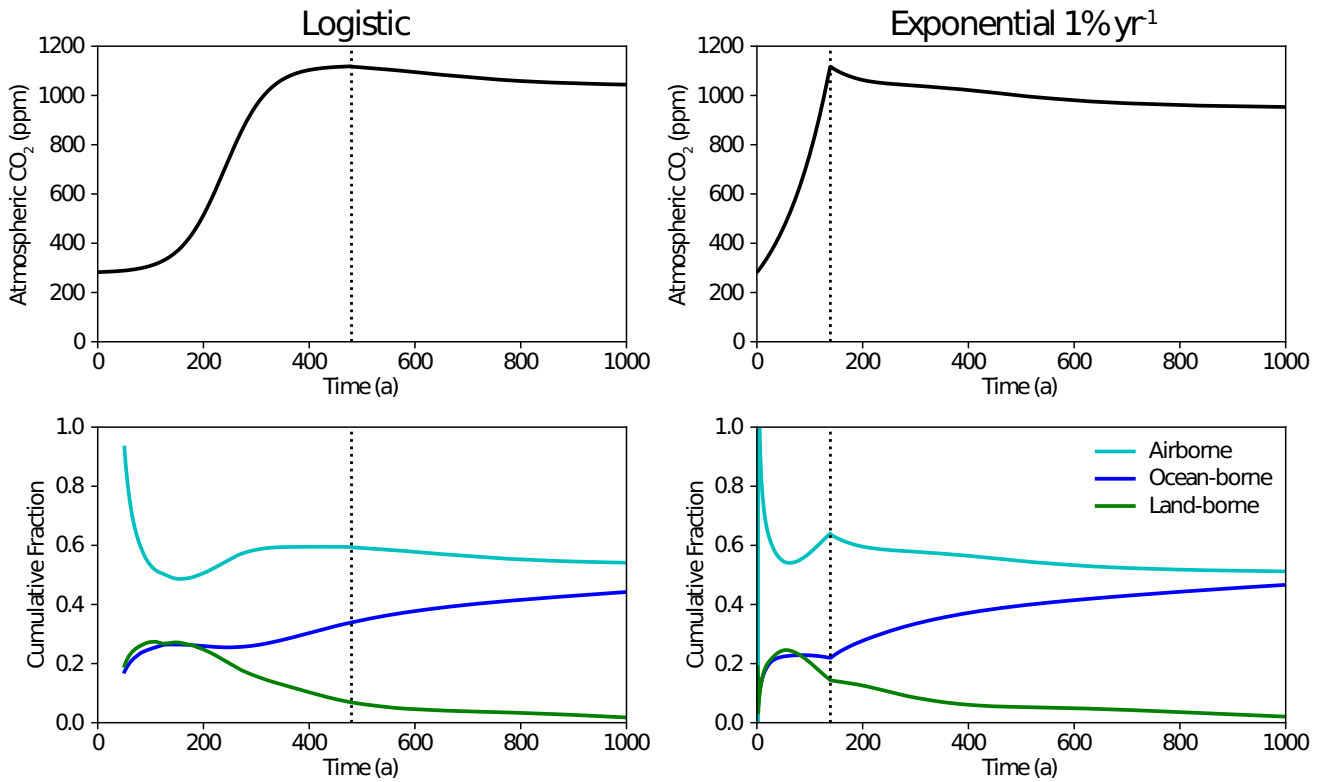 Logistic
1200
1000
800
600
400
200
0
Atmospheric CO₂ (ppm)
0 200 400 600 800 1000
Time (a)
Exponential 1% yr⁻¹
1200
1000
800
600
400
200
0
Atmospheric CO₂ (ppm)
0 200 400 600 800 1000
Time (a)
1.0
0.8
0.6
0.4
0.2
0.0
Cumulative Fraction
0 200 400 600 800 1000
Time (a)
1.0
0.8
0.6
0.4
0.2
0.0
Cumulative Fraction
Airborne
Ocean-borne
Land-borne
0 200 400 600 800 1000
Time (a)